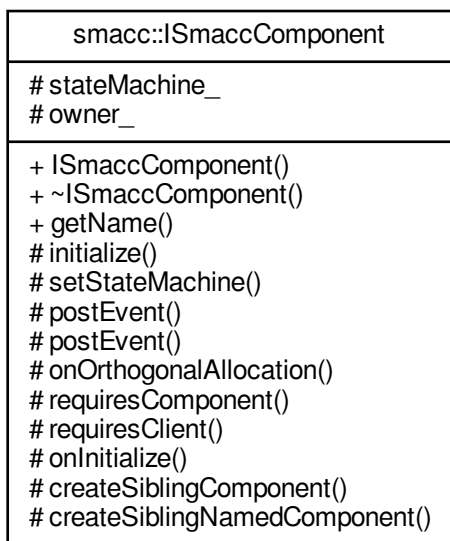 smacc::ISmaccComponent
# stateMachine_
# owner_
+ ISmaccComponent()
+ ~ISmaccComponent()
+ getName()
# initialize()
# setStateMachine()
# postEvent()
# postEvent()
# onOrthogonalAllocation()
# requiresComponent()
# requiresClient()
# onInitialize()
# createSiblingComponent()
# createSiblingNamedComponent()